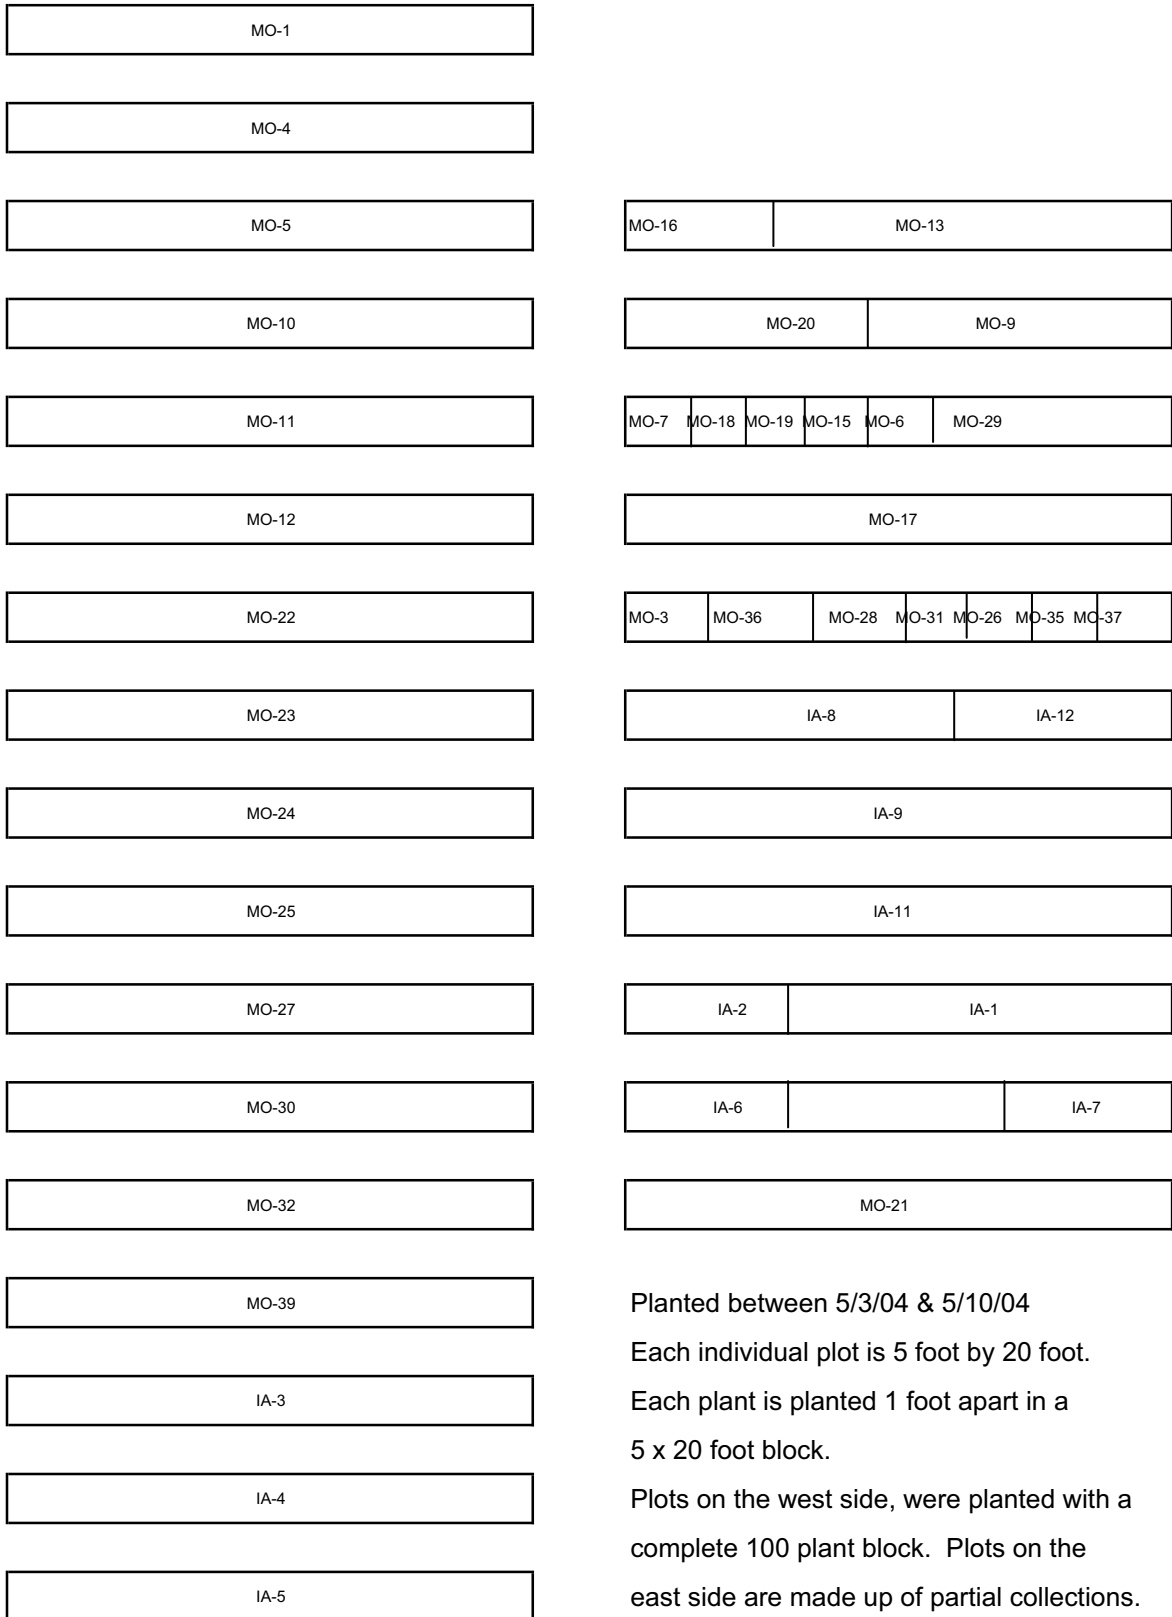 MO-1
MO-4
MO-5
MO-16 MO-13
MO-10
MO-20 MO-9
MO-11
MO-7 MO-18 MO-19 MO-15 MO-6 MO-29
MO-12
MO-17
MO-22
MO-3 MO-36 MO-28 MO-31 MO-26 MO-35 MO-37
MO-23
IA-8 IA-12
MO-24
IA-9
MO-25
IA-11
MO-27
IA-2 IA-1
MO-30
IA-6 IA-7
MO-32
MO-21
MO-39
IA-3
IA-4
IA-5
Planted between 5/3/04 & 5/10/04
Each individual plot is 5 foot by 20 foot.
Each plant is planted 1 foot apart in a
5 x 20 foot block.
Plots on the west side, were planted with a
complete 100 plant block.  Plots on the
east side are made up of partial collections.